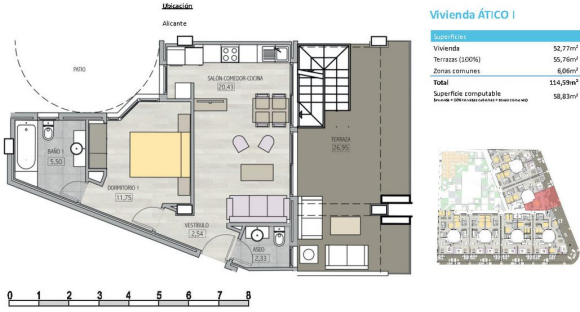 Ubicación
Alicante
Vivienda ÁTICO I
Superficies
Vivienda 52,77m²
Terrazas (100%) 55,76m²
Zonas comunes 6,06m²
Total 114,59m²
Superficie computable 58,83m²
PATIO
SALÓN-COMEDOR-COCINA
20,43
BAÑO 1
5,50
TERRAZA
26,95
DORMITORIO 1
11,75
VESTÍBULO
2,54
ASEO
2,33
0 1 2 3 4 5 6 7 8